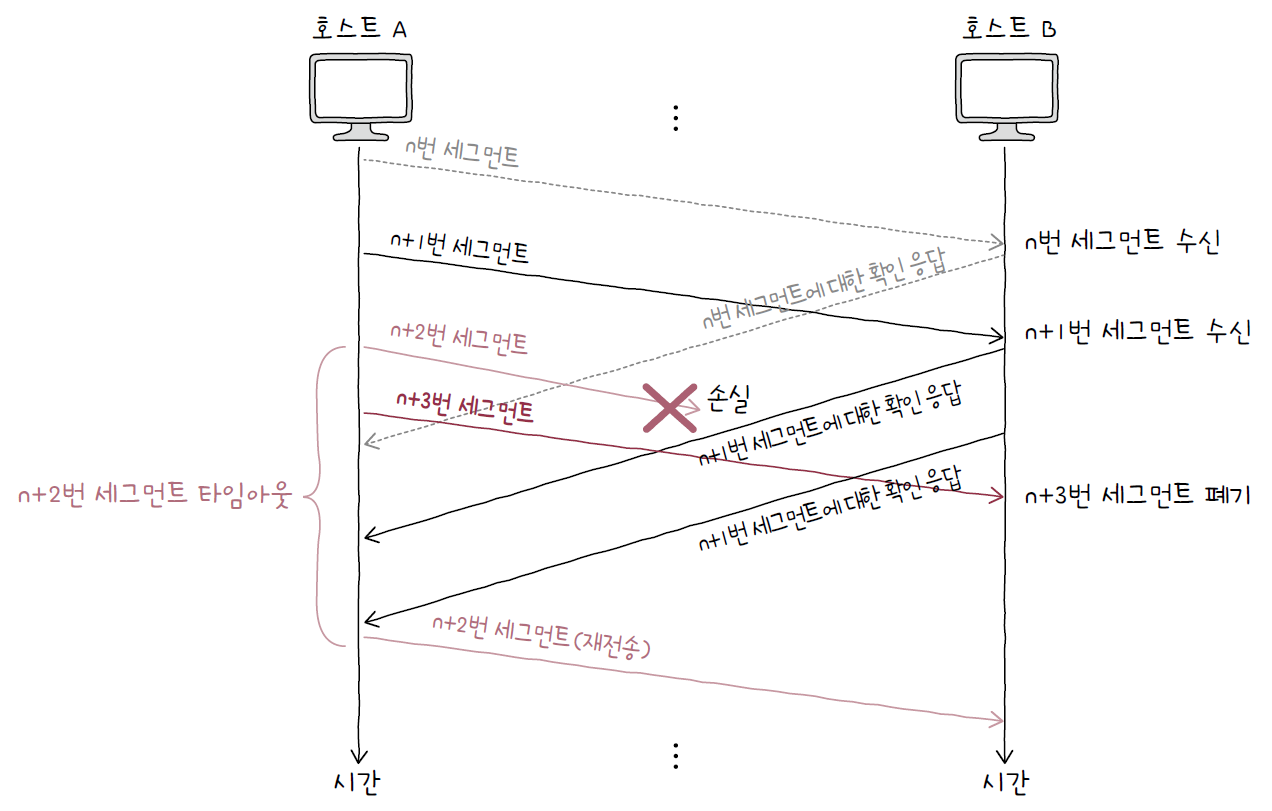 호스트 A
호스트 B
n번 세그먼트
n+1번 세그먼트
n번 세그먼트 수신
n번 세그먼트에 대한 확인 응답
n+2번 세그먼트
n+1번 세그먼트 수신
손실
n+3번 세그먼트
n+1번 세그먼트에 대한 확인 응답
n+2번 세그먼트 타임아웃
n+3번 세그먼트 폐기
n+1번 세그먼트에 대한 확인 응답
n+2번 세그먼트(재전송)
시간
시간